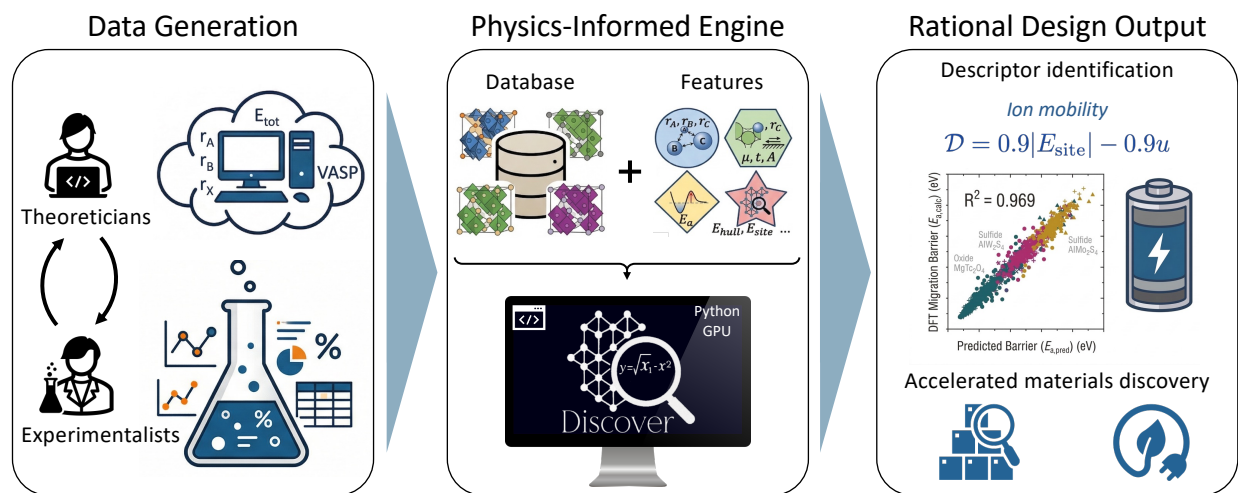 Data Generation
Theoreticians
Experimentalists
</>
E_tot
r_A
r_B
r_X
VASP
%
%
Physics-Informed Engine
Database
Features
+
r_A, r_B, r_C
A
B
C
, r_C
μ, t, A
E_a
E_hull, E_site ...
</>
Python
GPU
y=√x₁-x²
Discover
Rational Design Output
Descriptor identification
Ion mobility
D = 0.9|E_site| − 0.9u
R² = 0.969
Sulfide
AlW₂S₄
Oxide
MgTc₂O₄
Sulfide
AlMo₂S₄
DFT Migration Barrier (E_a,calc) (eV)
Predicted Barrier (E_a,pred) (eV)
Accelerated materials discovery